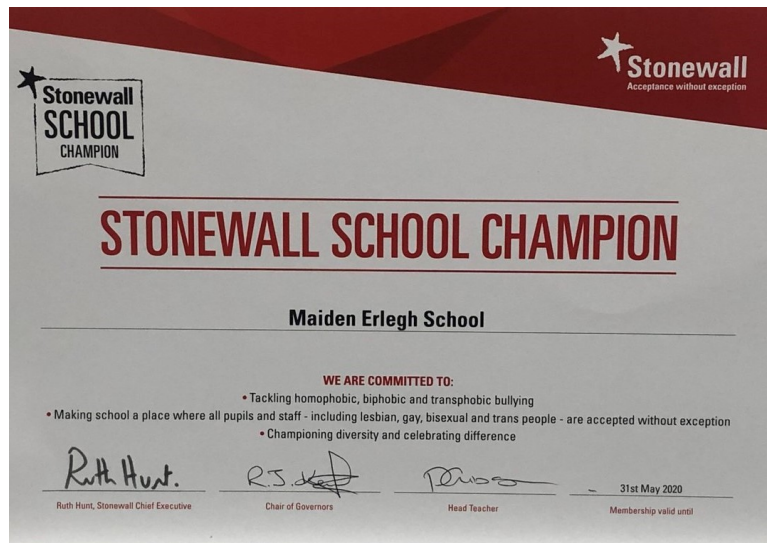 Stonewall
Acceptance without exception
Stonewall
SCHOOL
CHAMPION
STONEWALL SCHOOL CHAMPION
Maiden Erlegh School
WE ARE COMMITTED TO:
• Tackling homophobic, biphobic and transphobic bullying
• Making school a place where all pupils and staff - including lesbian, gay, bisexual and trans people - are accepted without exception
• Championing diversity and celebrating difference
Ruth Hunt.
31st May 2020
Ruth Hunt, Stonewall Chief Executive
Chair of Governors
Head Teacher
Membership valid until